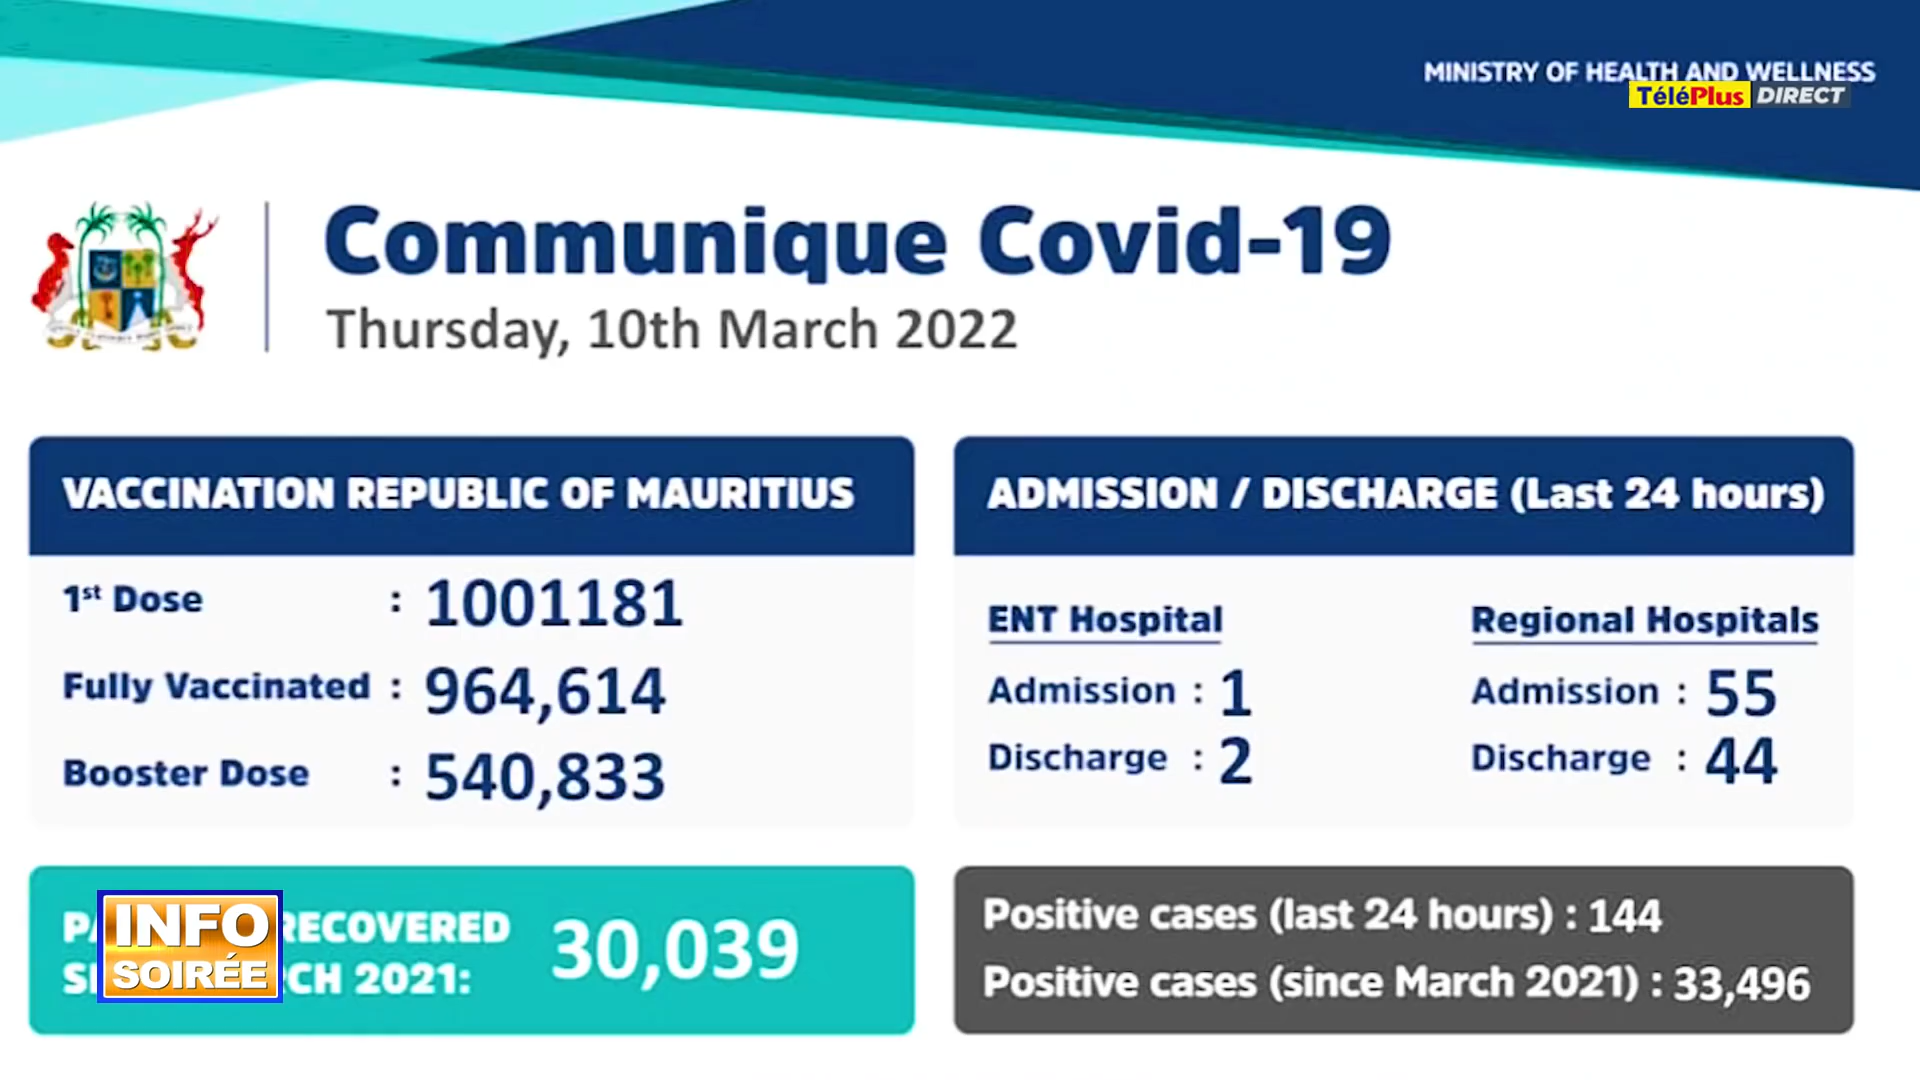 MINISTRY OF HEALTH AND WELLNESS
TéléPlus DIRECT
Communique Covid-19
Thursday, 10th March 2022
VACCINATION REPUBLIC OF MAURITIUS
1st Dose : 1001181
Fully Vaccinated : 964,614
Booster Dose : 540,833
ADMISSION / DISCHARGE (Last 24 hours)
ENT Hospital
Admission : 1
Discharge : 2
Regional Hospitals
Admission : 55
Discharge : 44
RECOVERED 30,039
2021:
INFO
SOIRÉE
Positive cases (last 24 hours) : 144
Positive cases (since March 2021) : 33,496